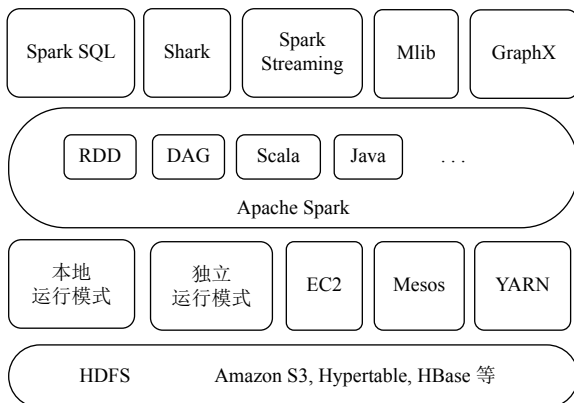 Spark SQL
Shark
Spark
Streaming
Mlib
GraphX
RDD
DAG
Scala
Java
. . .
Apache Spark
本地
运行模式
独立
运行模式
EC2
Mesos
YARN
HDFS
Amazon S3, Hypertable, HBase 等